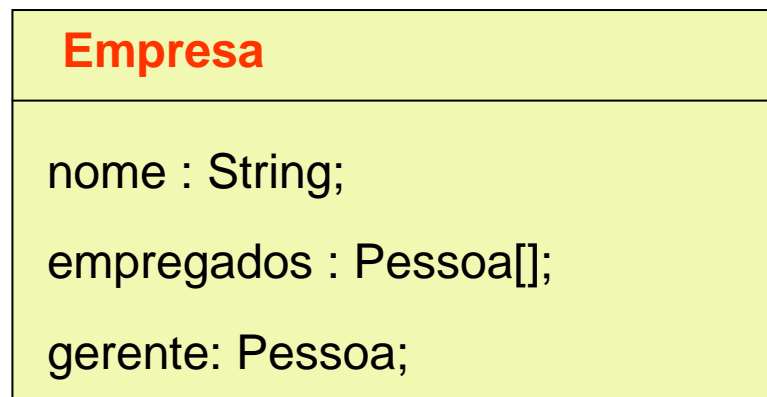 Empresa
nome : String;
empregados : Pessoa[];
gerente: Pessoa;